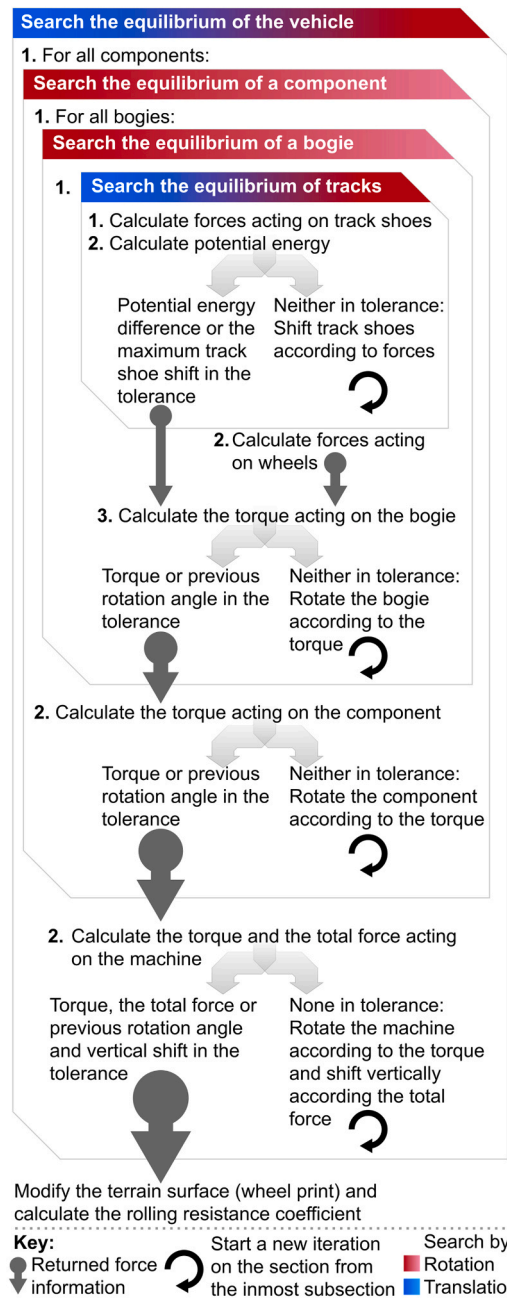 Search the equilibrium of the vehicle
1. For all components:
Search the equilibrium of a component
1. For all bogies:
Search the equilibrium of a bogie
1. Search the equilibrium of tracks
1. Calculate forces acting on track shoes
2. Calculate potential energy
Potential energy
difference or the
maximum track
shoe shift in the
tolerance
Neither in tolerance:
Shift track shoes
according to forces
2. Calculate forces acting
on wheels
3. Calculate the torque acting on the bogie
Torque or previous
rotation angle in the
tolerance
Neither in tolerance:
Rotate the bogie
according to the
torque
2. Calculate the torque acting on the component
Torque or previous
rotation angle in the
tolerance
Neither in tolerance:
Rotate the component
according to the torque
2. Calculate the torque and the total force acting
on the machine
Torque, the total force or
previous rotation angle
and vertical shift in the
tolerance
None in tolerance:
Rotate the machine
according to the torque
and shift vertically
according the total
force
Modify the terrain surface (wheel print) and
calculate the rolling resistance coefficient
Key:
Returned force
information
Start a new iteration
on the section from
the inmost subsection
Search by
Rotation
Translatio